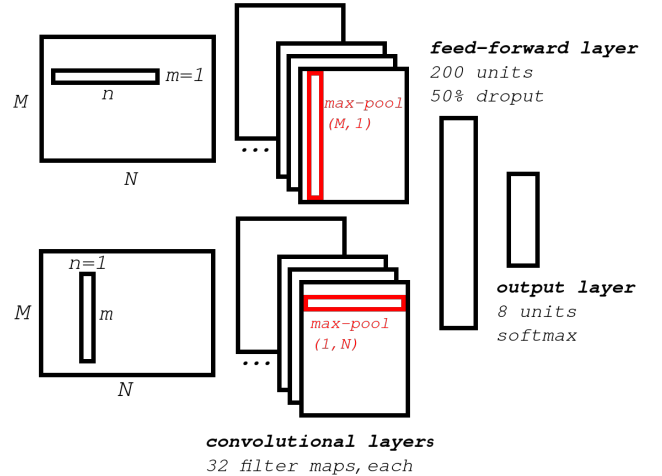 M
m=1
n
N
...
max-pool
(M,1)
feed-forward layer
200 units
50% droput
M
n=1
m
N
...
max-pool
(1,N)
output layer
8 units
softmax
convolutional layers
32 filter maps, each